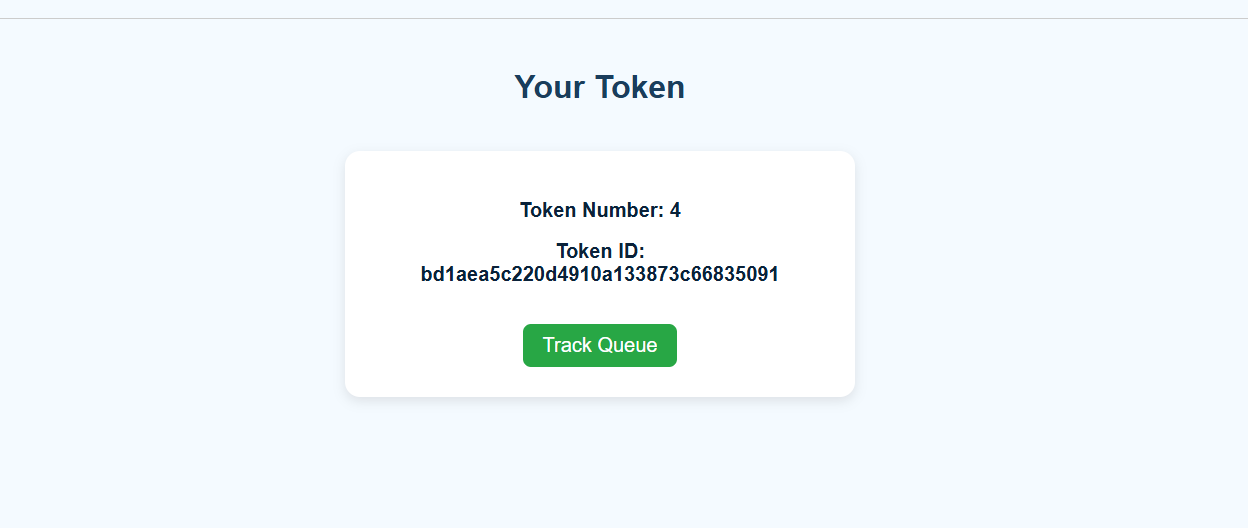 Your Token
Token Number: 4
Token ID:
bd1aea5c220d4910a133873c66835091
Track Queue